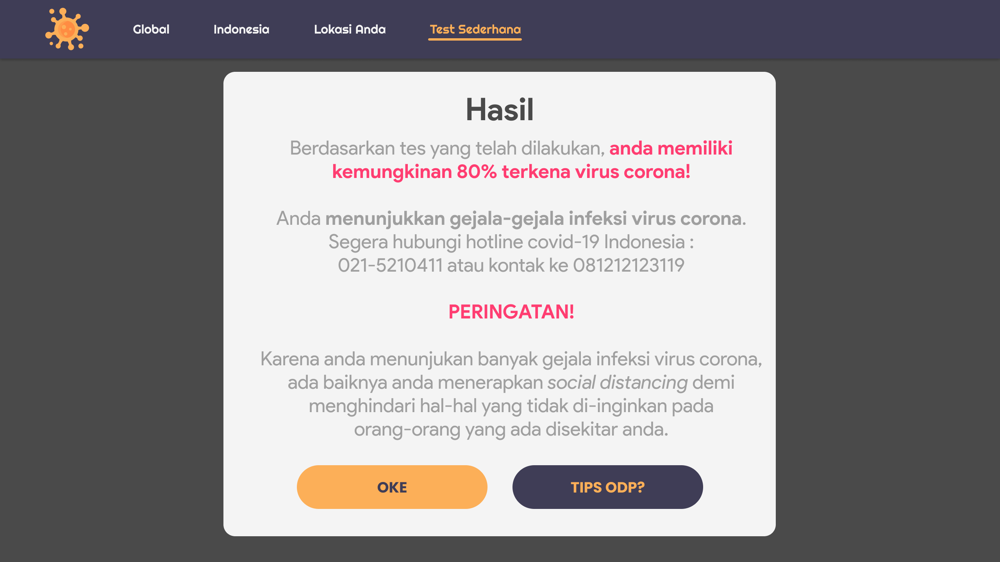 Global
Indonesia
Lokasi Anda
Test Sederhana
Hasil
Berdasarkan tes yang telah dilakukan, anda memiliki
kemungkinan 80% terkena virus corona!
Anda menunjukkan gejala-gejala infeksi virus corona.
Segera hubungi hotline covid-19 Indonesia :
021-5210411 atau kontak ke 081212123119
PERINGATAN!
Karena anda menunjukan banyak gejala infeksi virus corona,
ada baiknya anda menerapkan social distancing demi
menghindari hal-hal yang tidak di-inginkan pada
orang-orang yang ada disekitar anda.
OKE
TIPS ODP?